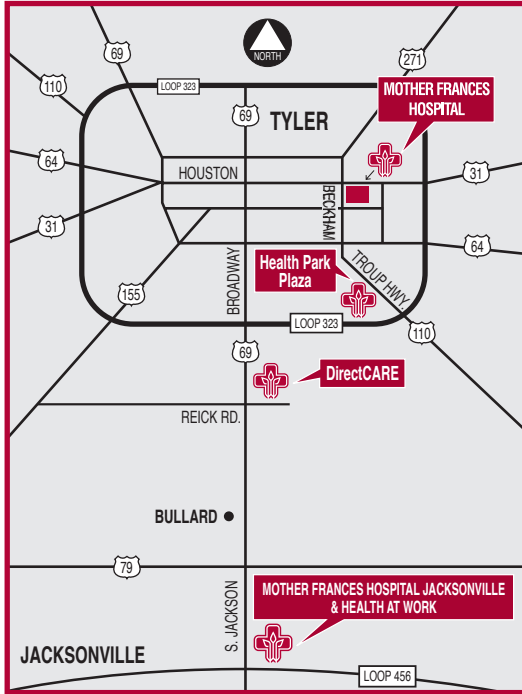 69
NORTH
271
110
LOOP 323
69
TYLER
MOTHER FRANCES
HOSPITAL
64
HOUSTON
31
BECKHAM
31
64
BROADWAY
Health Park
Plaza
TROUP HWY.
155
LOOP 323
110
69
DirectCARE
REICK RD.
BULLARD
79
S. JACKSON
MOTHER FRANCES HOSPITAL JACKSONVILLE
& HEALTH AT WORK
JACKSONVILLE
LOOP 456